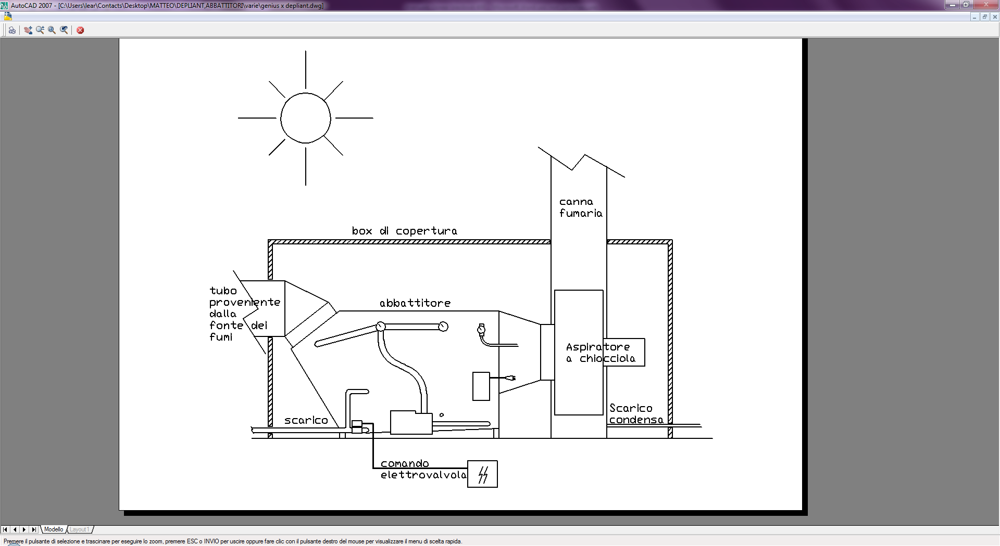 AutoCAD 2007 - [C:\Users\lear\Contacts\Desktop\MATTEO\DEPLIANT,ABBATTITORI\varie\genius x depliant.dwg]
canna
fumaria
box di copertura
tubo
proveniente
dalla
fonte dei
fumi
abbattitore
Aspiratore
a chiocciola
scarico
Scarico
condensa
comando
elettrovalvola
Modello
Layout1
Premere il pulsante di selezione e trascinare per eseguire lo zoom, premere ESC o INVIO per uscire oppure fare clic con il pulsante destro del mouse per visualizzare il menu di scelta rapida.